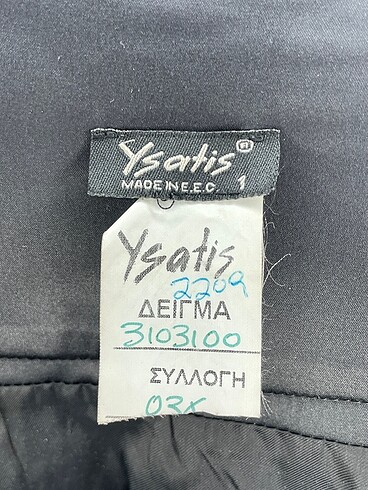 Ysatis®
MADE IN E.E.C 1
Ysatis
2209
ΔΕΙΓΜΑ
3103100
ΣΥΛΛΟΓΗ
03X